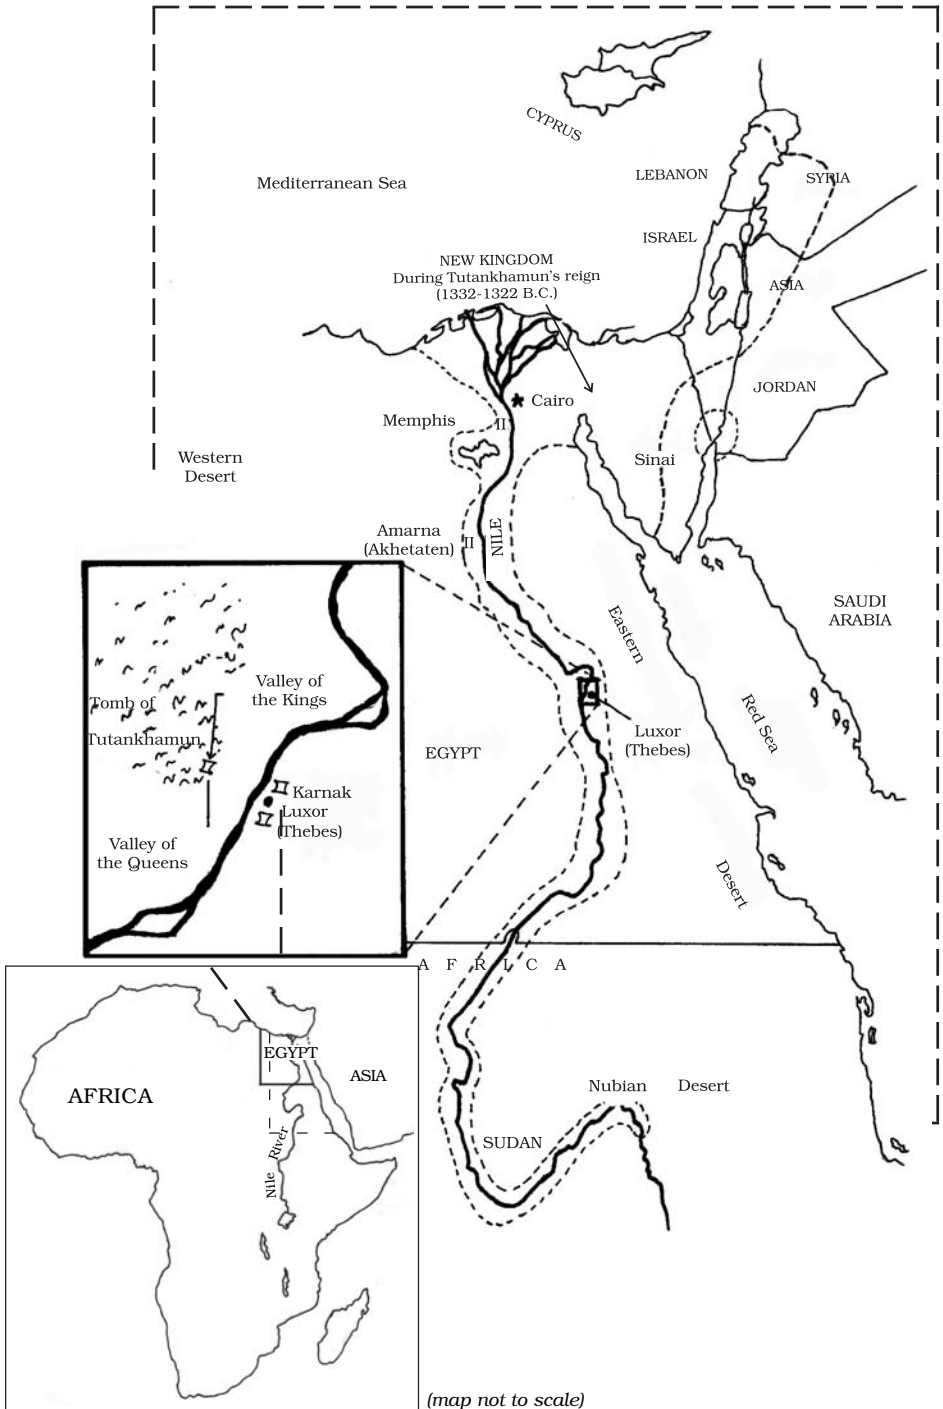 CYPRUS
Mediterranean Sea
LEBANON
SYRIA
ISRAEL
NEW KINGDOM
During Tutankhamun's reign
(1332-1322 B.C.)
ASIA
JORDAN
Cairo
Memphis
II
Western
Desert
Sinai
Amarna
(Akhetaten)
II
NILE
SAUDI
ARABIA
Eastern
Red Sea
Luxor
(Thebes)
EGYPT
Desert
Valley of
the Kings
Tomb of
Tutankhamun
Karnak
Luxor
(Thebes)
Valley of
the Queens
A F R I C A
Nubian Desert
SUDAN
EGYPT
ASIA
AFRICA
Nile River
(map not to scale)